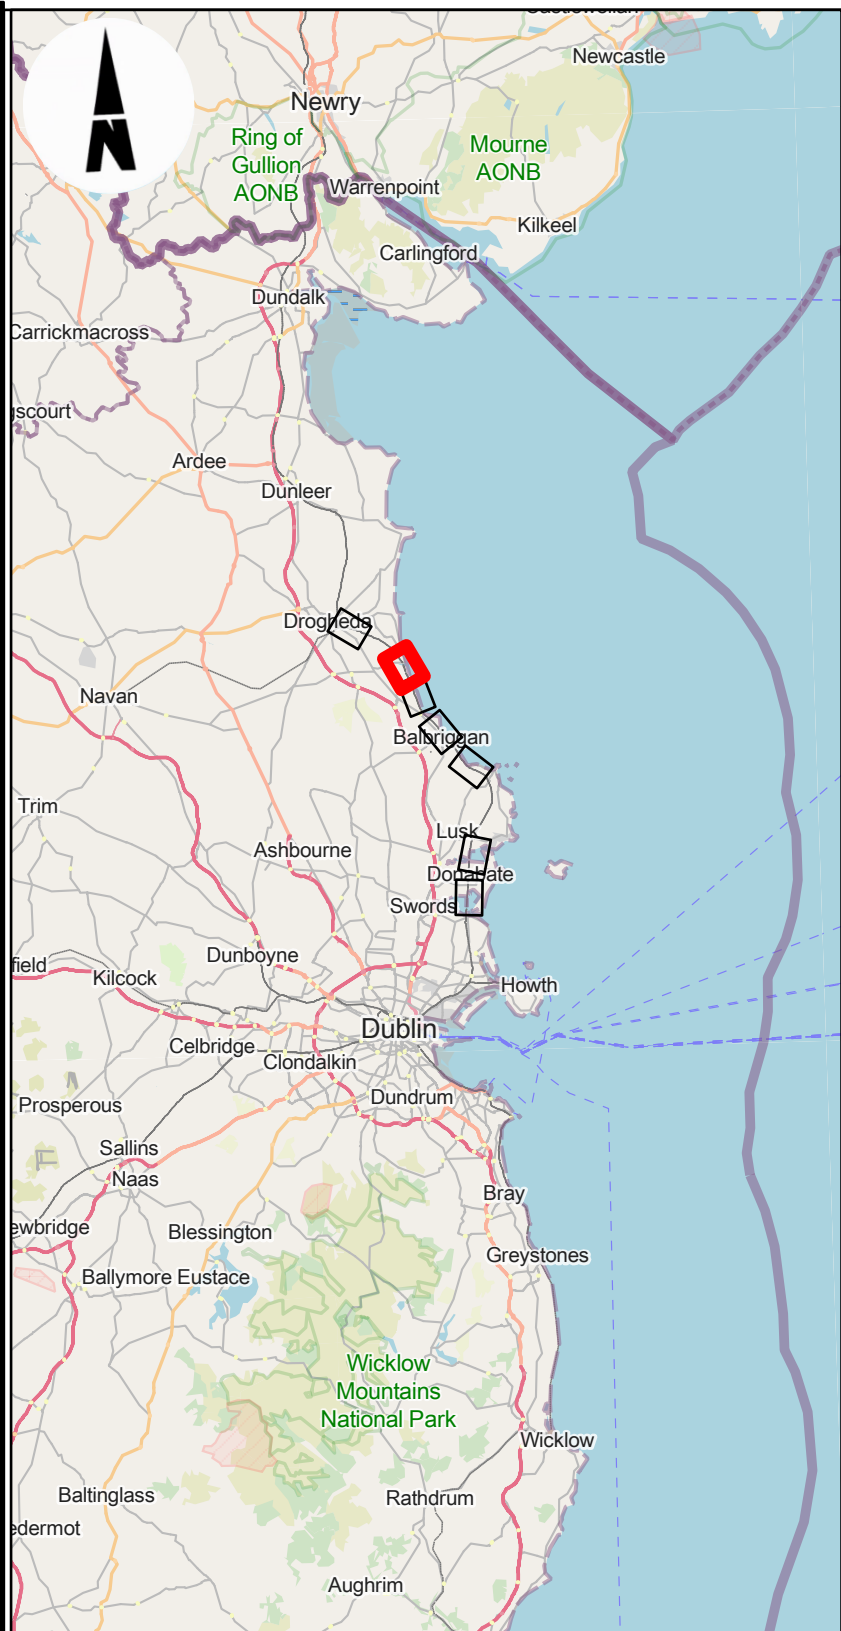 Castlewellan
Newcastle
N
Newry
Ring of
Gullion
AONB
Mourne
AONB
Warrenpoint
Kilkeel
Carlingford
Dundalk
Carrickmacross
gscourt
Ardee
Dunleer
Drogheda
Navan
Balbriggan
Trim
Lusk
Ashbourne
Donabate
Swords
Dunboyne
field
Kilcock
Howth
Dublin
Celbridge
Clondalkin
Prosperous
Dundrum
Sallins
Naas
Bray
ewbridge
Blessington
Greystones
Ballymore Eustace
Wicklow
Mountains
National Park
Wicklow
Baltinglass
Rathdrum
edermot
Aughrim